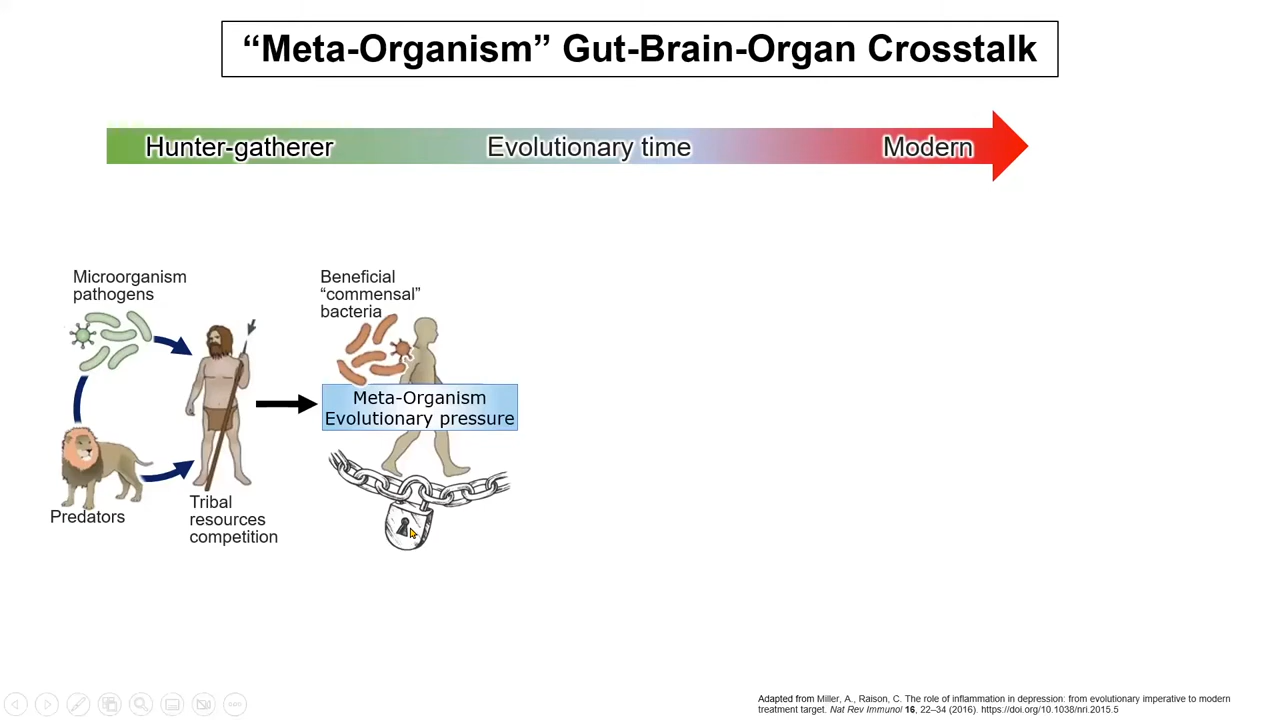 “Meta-Organism” Gut-Brain-Organ Crosstalk
Hunter-gatherer
Evolutionary time
Modern
Microorganism
pathogens
Predators
Tribal
resources
competition
Beneficial
“commensal”
bacteria
Meta-Organism
Evolutionary pressure
Adapted from Miller, A., Raison, C. The role of inflammation in depression: from evolutionary imperative to modern
treatment target. Nat Rev Immunol 16, 22–34 (2016). https://doi.org/10.1038/nri.2015.5